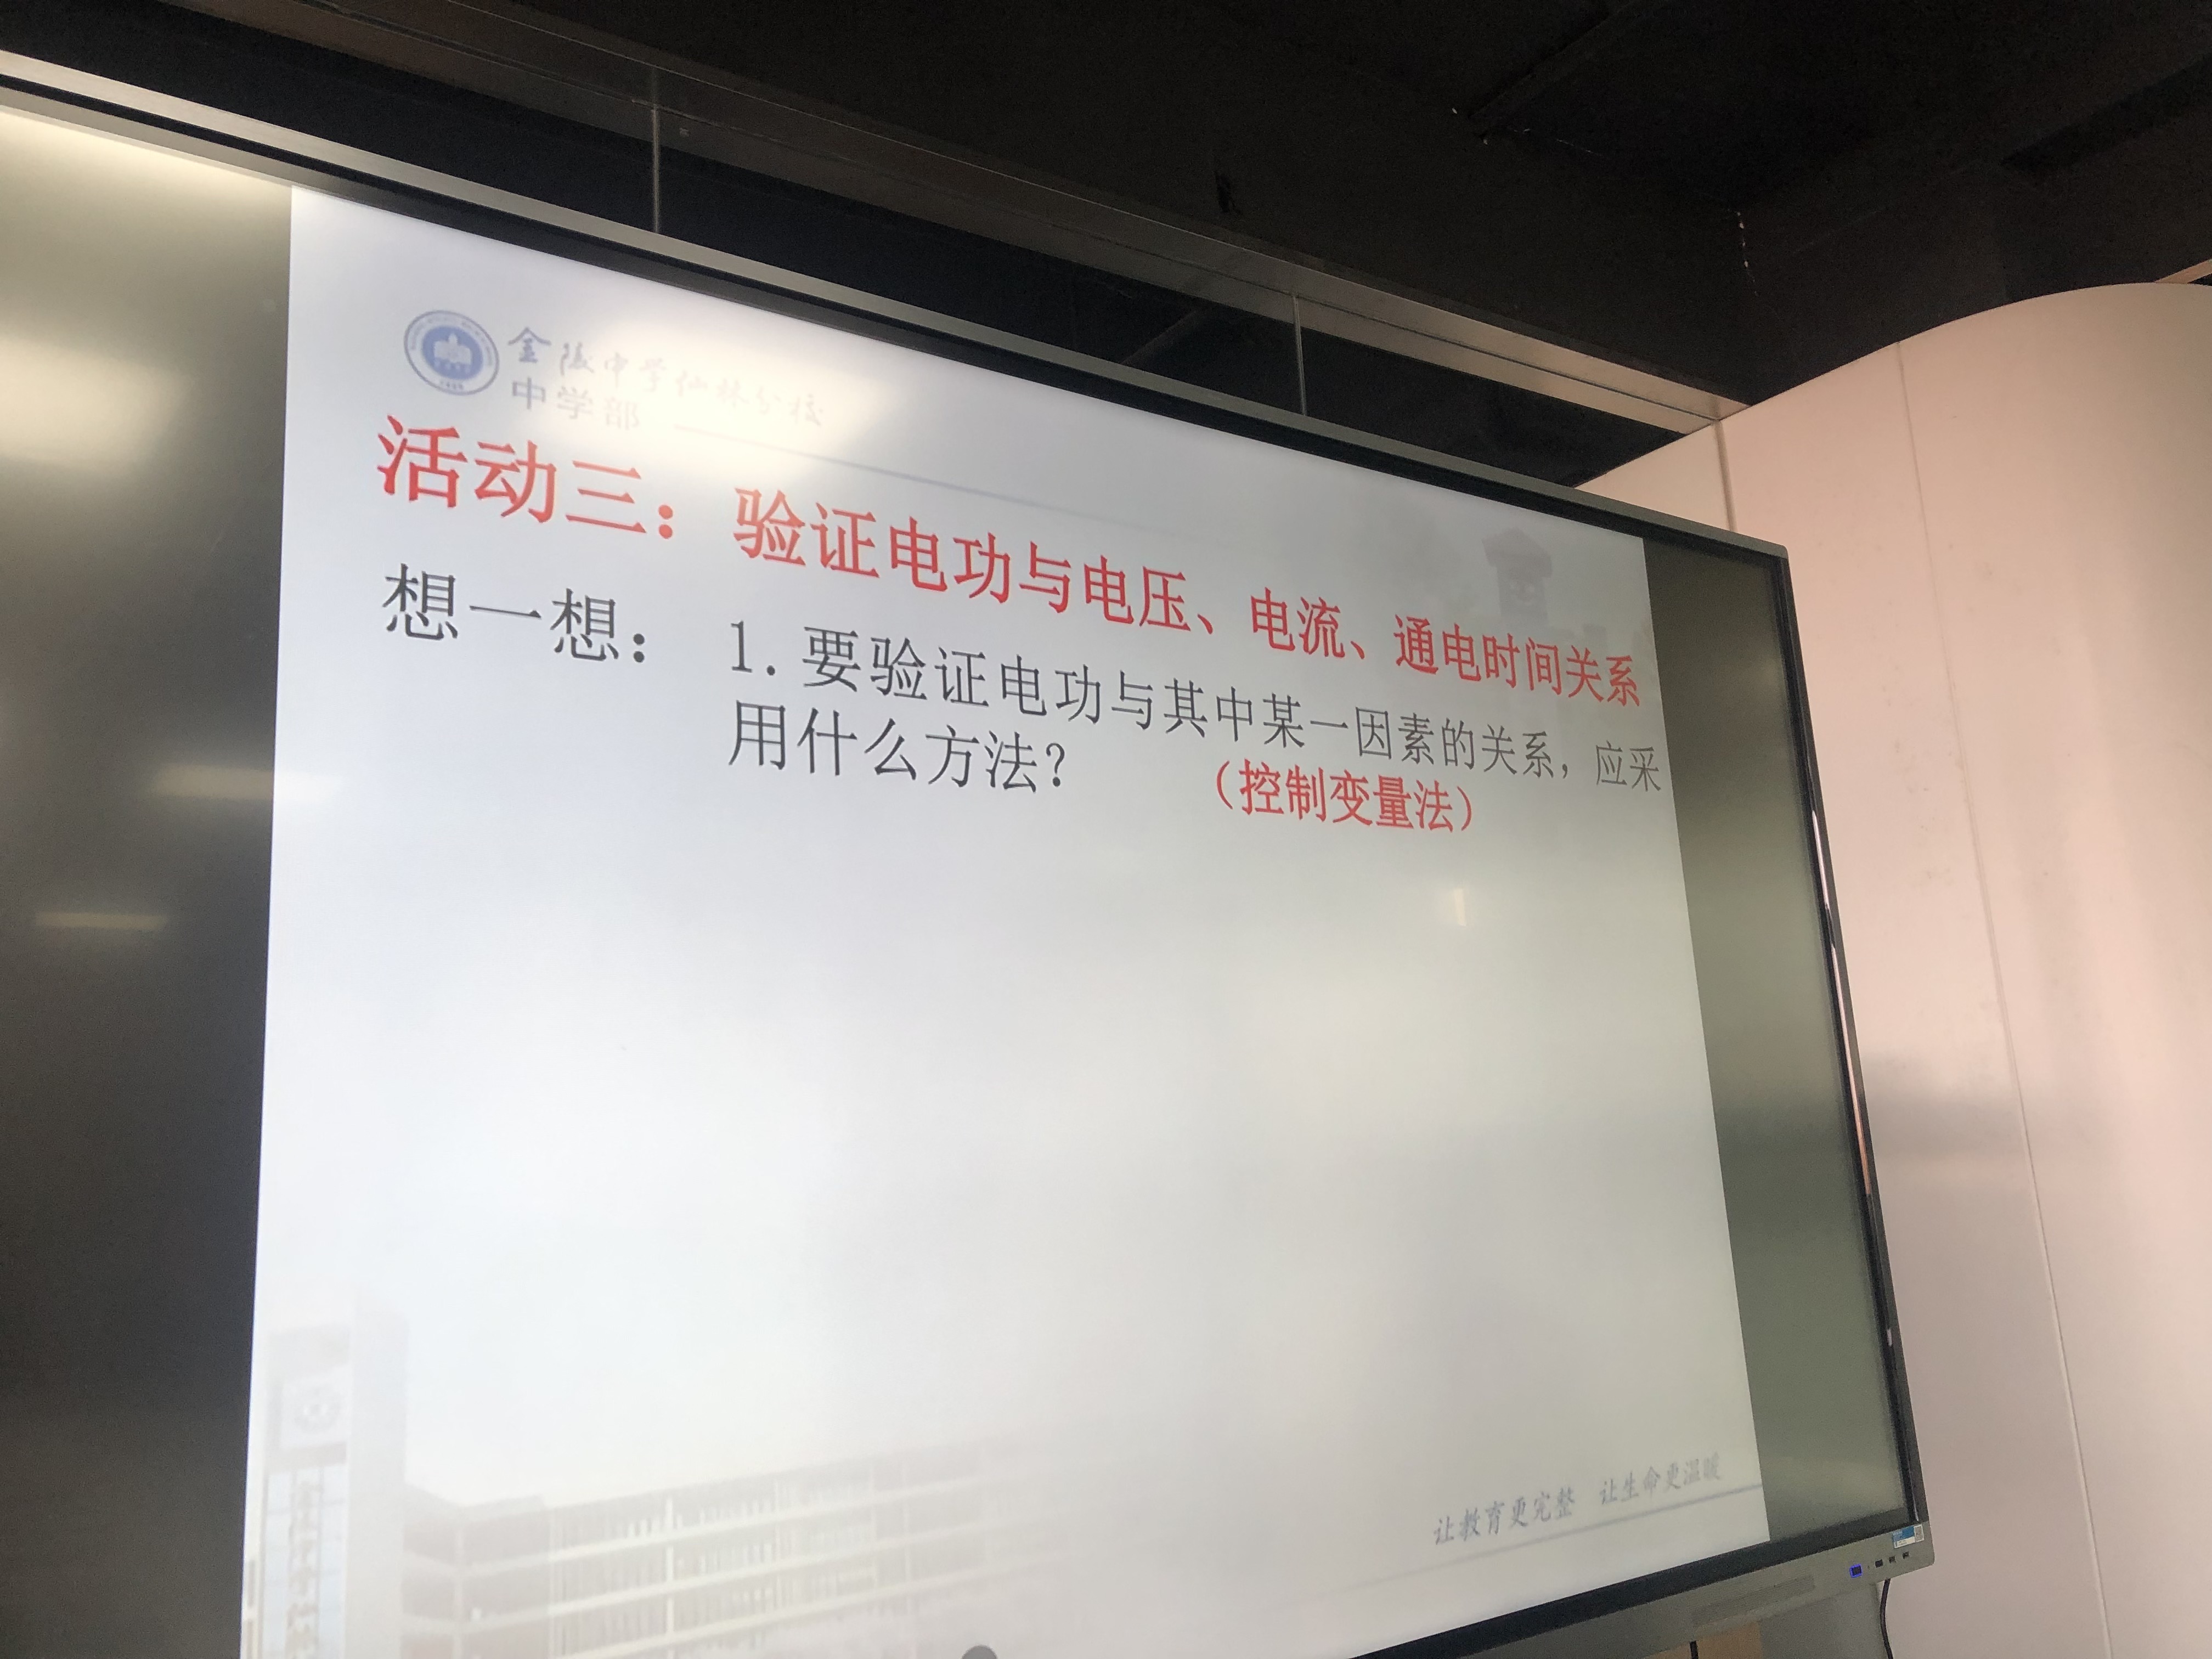 金陵中学仙林分校
中学部
活动三：验证电功与电压、电流、通电时间关系
想一想：1.要验证电功与其中某一因素的关系，应采
用什么方法？
（控制变量法）
让教育更完整 让生命更温暖